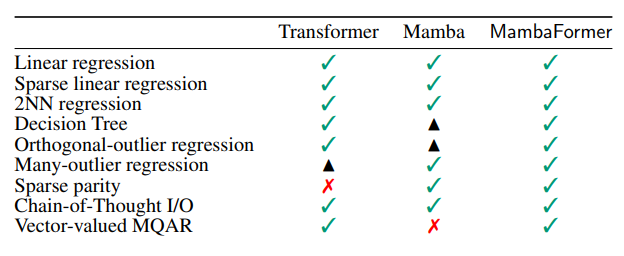 Transformer Mamba MambaFormer
Linear regression ✓ ✓ ✓
Sparse linear regression ✓ ✓ ✓
2NN regression ✓ ✓ ✓
Decision Tree ✓ ▲ ✓
Orthogonal-outlier regression ✓ ▲ ✓
Many-outlier regression ▲ ✓ ✓
Sparse parity ✗ ✓ ✓
Chain-of-Thought I/O ✓ ✓ ✓
Vector-valued MQAR ✓ ✗ ✓